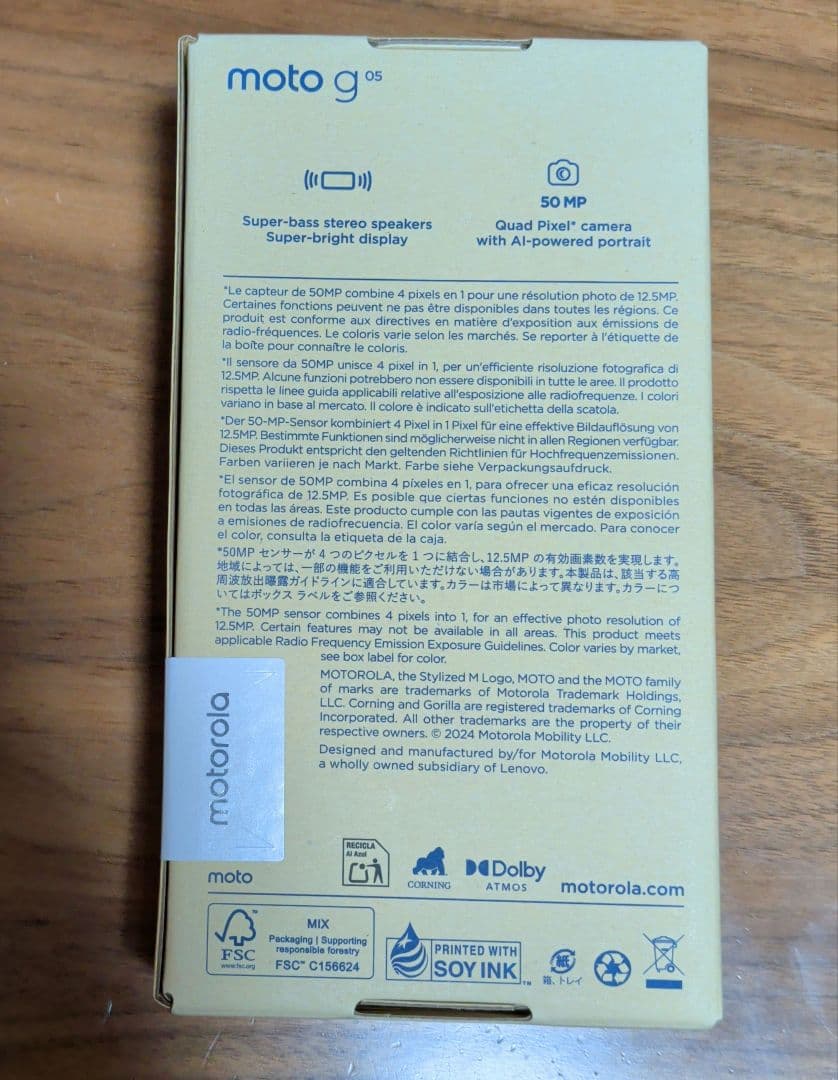 moto g 05
50 MP
Super-bass stereo speakers
Super-bright display
Quad Pixel* camera
with AI-powered portrait
*Le capteur de 50MP combine 4 pixels en 1 pour une résolution photo de 12.5MP.
Certaines fonctions peuvent ne pas être disponibles dans toutes les régions. Ce
produit est conforme aux directives en matière d'exposition aux émissions de
radio-fréquences. Le coloris varie selon les marchés. Se reporter à l'étiquette de
la boîte pour connaître le coloris.
*Il sensore da 50MP unisce 4 pixel in 1, per un'efficiente risoluzione fotografica di
12.5MP. Alcune funzioni potrebbero non essere disponibili in tutte le aree. Il prodotto
rispetta le linee guida applicabili relative all'esposizione alle radiofrequenze. I colori
variano in base al mercato. Il colore è indicato sull'etichetta della scatola.
*Der 50-MP-Sensor kombiniert 4 Pixel in 1 Pixel für eine effektive Bildauflösung von
12.5MP. Bestimmte Funktionen sind möglicherweise nicht in allen Regionen verfügbar.
Dieses Produkt entspricht den geltenden Richtlinien für Hochfrequenzemissionen.
Farben variieren je nach Markt. Farbe siehe Verpackungsaufdruck.
*El sensor de 50MP combina 4 píxeles en 1, para ofrecer una eficaz resolución
fotográfica de 12.5MP. Es posible que ciertas funciones no estén disponibles
en todas las áreas. Este producto cumple con las pautas vigentes de exposición
a emisiones de radiofrecuencia. El color varía según el mercado. Para conocer
el color, consulta la etiqueta de la caja.
*50MP センサーが 4 つのピクセルを 1 つに結合し、12.5MP の有効画素数を実現します。
地域によっては、一部の機能をご利用いただけない場合があります。本製品は、該当する高
周波放出曝露ガイドラインに適合しています。カラーは市場によって異なります。カラーにつ
いてはボックス ラベルをご参照ください。
*The 50MP sensor combines 4 pixels into 1, for an effective photo resolution of
12.5MP. Certain features may not be available in all areas. This product meets
applicable Radio Frequency Emission Exposure Guidelines. Color varies by market,
see box label for color.
MOTOROLA, the Stylized M Logo, MOTO and the MOTO family
of marks are trademarks of Motorola Trademark Holdings,
LLC. Corning and Gorilla are registered trademarks of Corning
Incorporated. All other trademarks are the property of their
respective owners. © 2024 Motorola Mobility LLC.
Designed and manufactured by/for Motorola Mobility LLC,
a wholly owned subsidiary of Lenovo.
motorola
moto
RECICLA
Al Azul
CORNING
Dolby
ATMOS
motorola.com
FSC™
www.fsc.org
MIX
Packaging | Supporting
responsible forestry
FSC™ C156624
PRINTED WITH
SOY INK™
紙
箱、トレイ